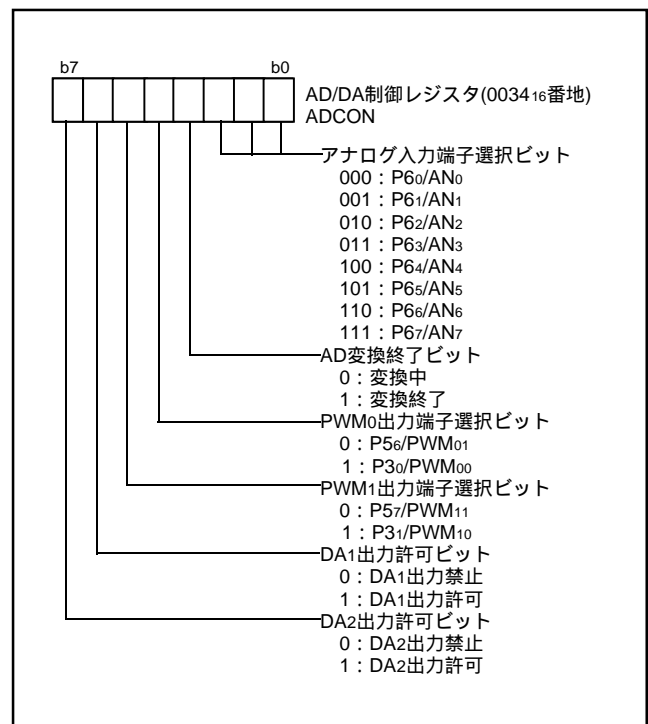 b7 b0
AD/DA制御レジスタ(003416番地)
ADCON
アナログ入力端子選択ビット
000：P60/AN0
001：P61/AN1
010：P62/AN2
011：P63/AN3
100：P64/AN4
101：P65/AN5
110：P66/AN6
111：P67/AN7
AD変換終了ビット
0：変換中
1：変換終了
PWM0出力端子選択ビット
0：P56/PWM01
1：P30/PWM00
PWM1出力端子選択ビット
0：P57/PWM11
1：P31/PWM10
DA1出力許可ビット
0：DA1出力禁止
1：DA1出力許可
DA2出力許可ビット
0：DA2出力禁止
1：DA2出力許可